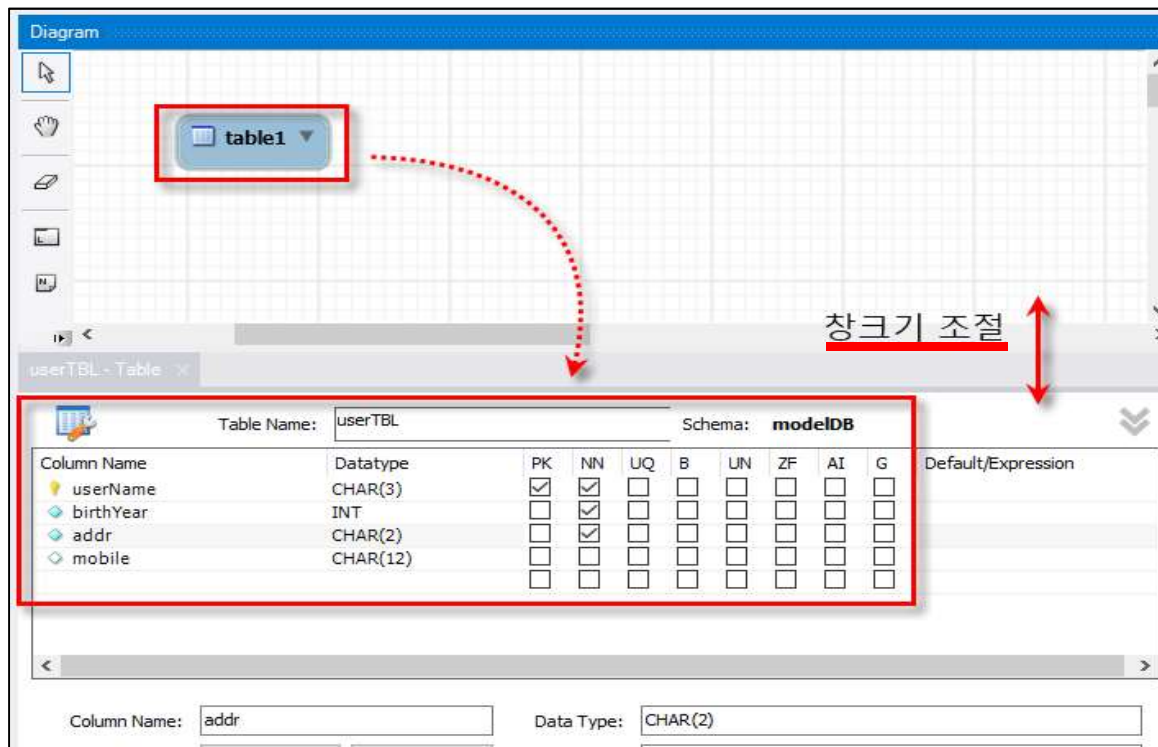 Diagram
table1
창크기 조절
userTBL - Table
Table Name: userTBL Schema: modelDB
Column Name Datatype PK NN UQ B UN ZF AI G Default/Expression
userName CHAR(3)
birthYear INT
addr CHAR(2)
mobile CHAR(12)
Column Name: addr Data Type: CHAR(2)